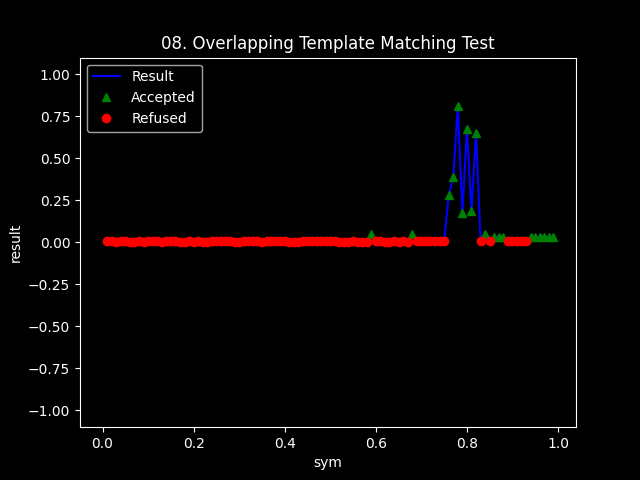 08. Overlapping Template Matching Test
Result
Accepted
Refused
1.00
0.75
0.50
0.25
0.00
−0.25
−0.50
−0.75
−1.00
result
0.0 0.2 0.4 0.6 0.8 1.0
sym